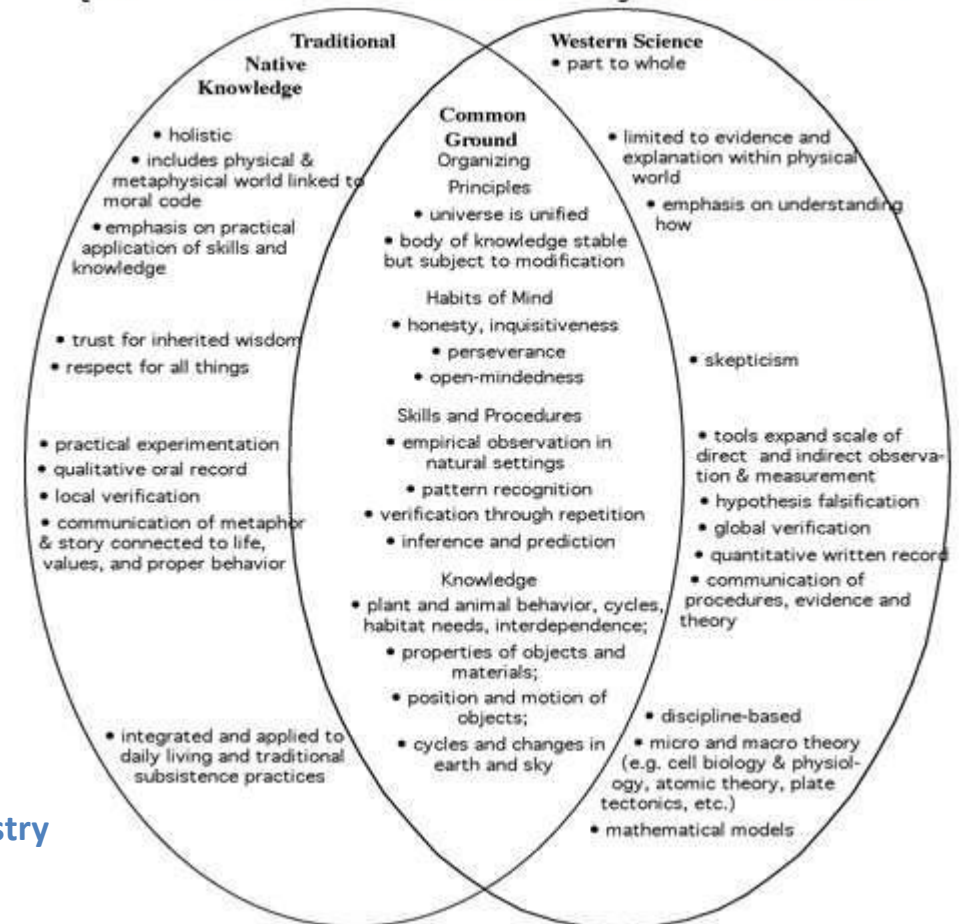 Traditional
Native
Knowledge
• holistic
• includes physical &
metaphysical world linked to
moral code
• emphasis on practical
application of skills and
knowledge
• trust for inherited wisdom
• respect for all things
• practical experimentation
• qualitative oral record
• local verification
• communication of metaphor
& story connected to life,
values, and proper behavior
• integrated and applied to
daily living and traditional
subsistence practices
Common
Ground
Organizing
Principles
• universe is unified
• body of knowledge stable
but subject to modification
Habits of Mind
• honesty, inquisitiveness
• perseverance
• open-mindedness
Skills and Procedures
• empirical observation in
natural settings
• pattern recognition
• verification through repetition
• inference and prediction
Knowledge
• plant and animal behavior, cycles,
habitat needs, interdependence;
• properties of objects and
materials;
• position and motion of
objects;
• cycles and changes in
earth and sky
Western Science
• part to whole
• limited to evidence and
explanation within physical
world
• emphasis on understanding
how
• skepticism
• tools expand scale of
direct and indirect observa-
tion & measurement
• hypothesis falsification
• global verification
• quantitative written record
• communication of
procedures, evidence and
theory
• discipline-based
• micro and macro theory
(e.g. cell biology & physiol-
ogy, atomic theory, plate
tectonics, etc.)
• mathematical models
stry